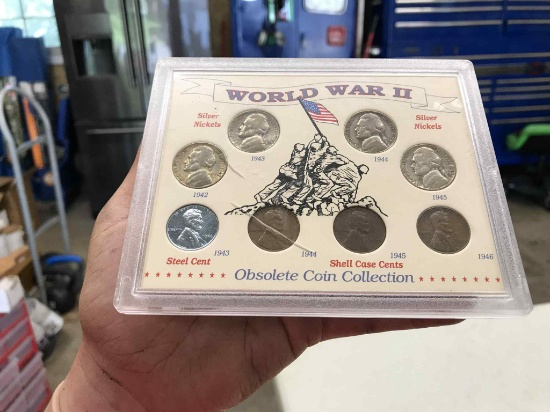 WORLD WAR II
Silver
Nickels
Silver
Nickels
1943
1944
1942
1945
1943
1944
1945
1946
Steel Cent
Shell Case Cents
Obsolete Coin Collection